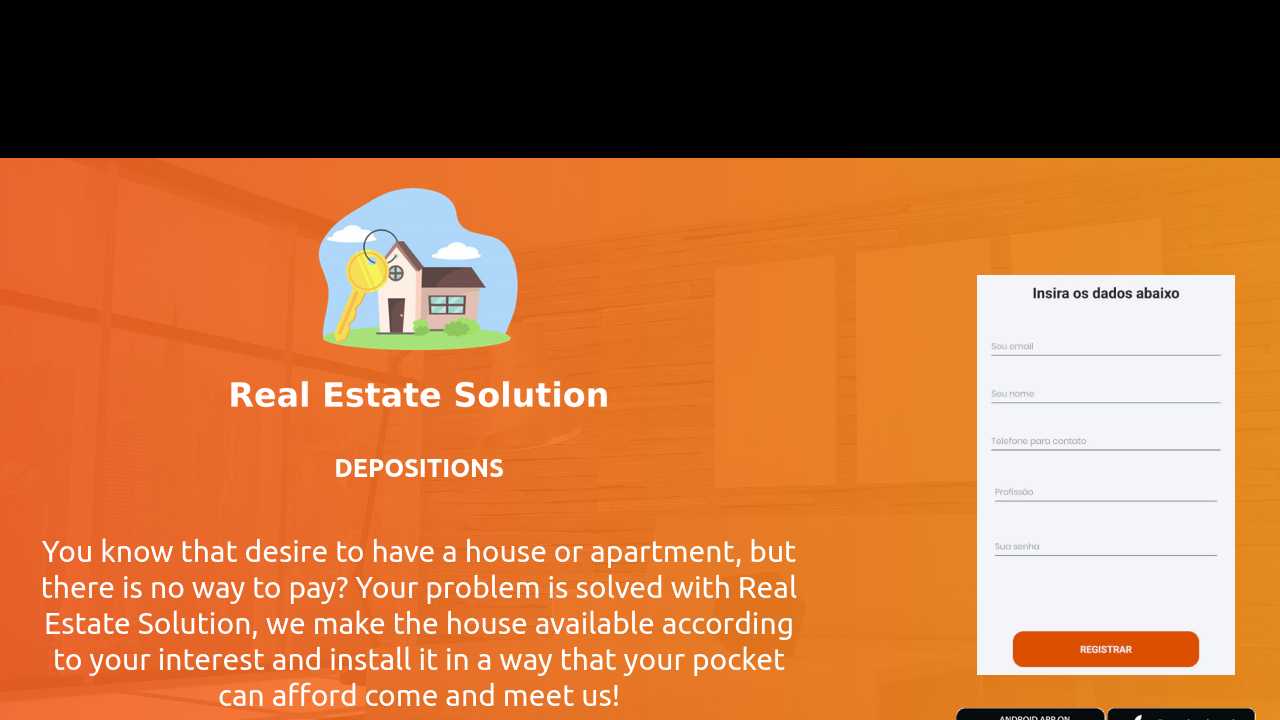 Real Estate Solution
DEPOSITIONS
You know that desire to have a house or apartment, but
there is no way to pay? Your problem is solved with Real
Estate Solution, we make the house available according
to your interest and install it in a way that your pocket
can afford come and meet us!
Insira os dados abaixo
Seu email
Seu nome
Telefone para contato
Profissão
Sua senha
REGISTRAR
ANDROID APP ON